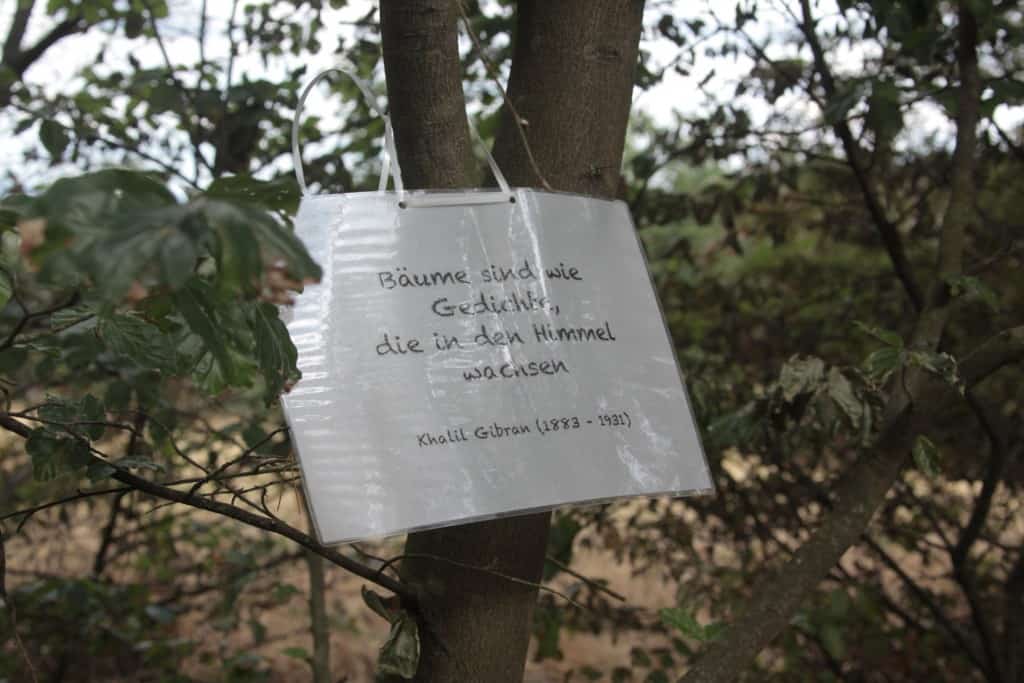 Bäume sind wie
Gedichte,
die in den Himmel
wachsen
Khalil Gibran (1883 - 1931)